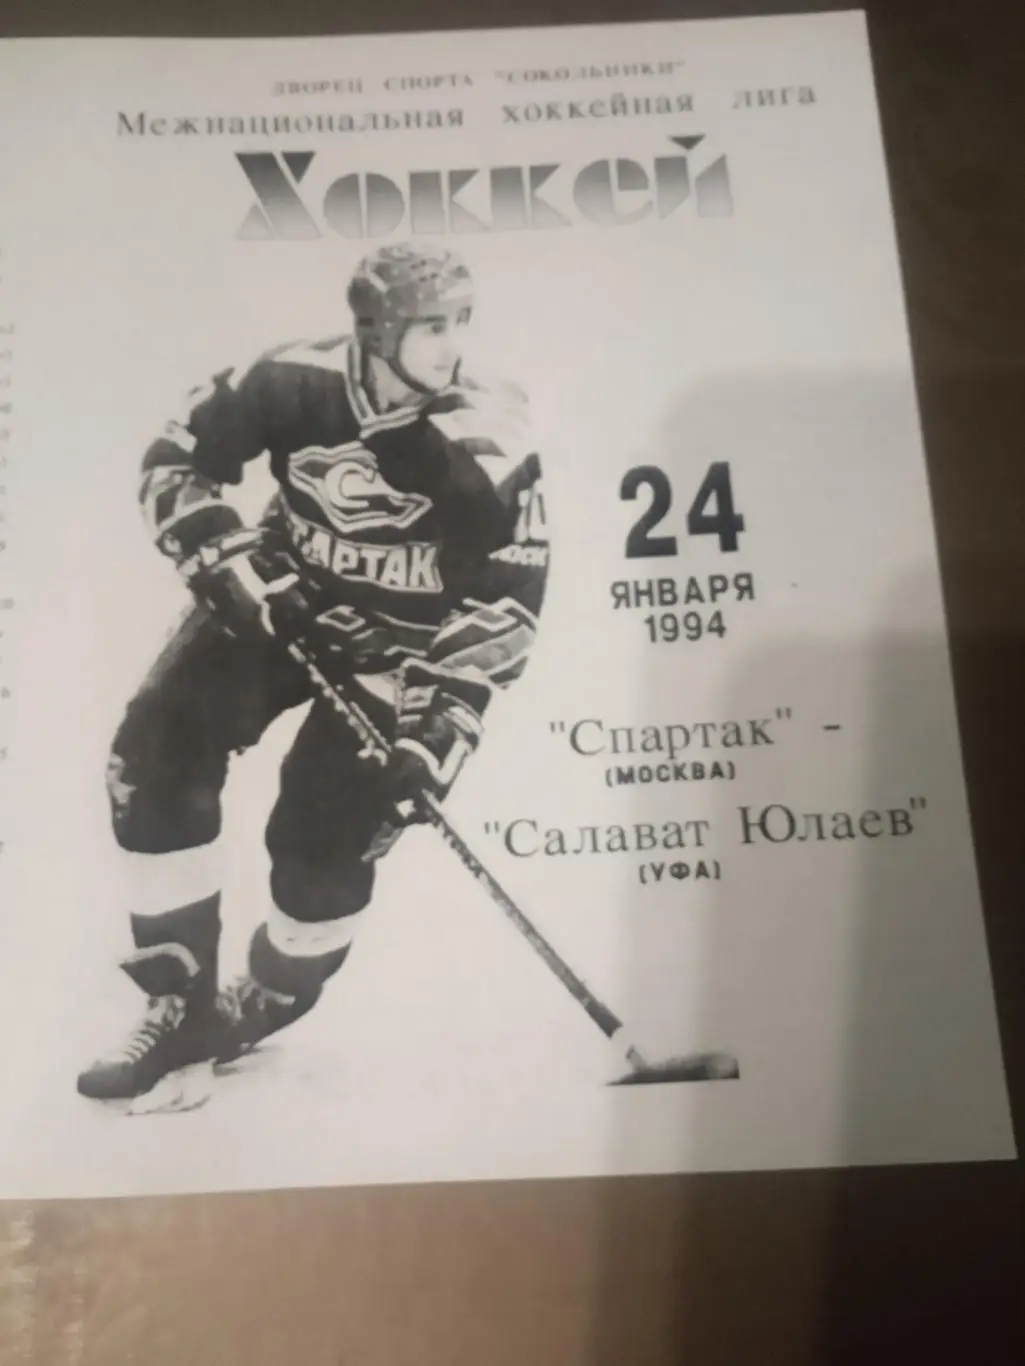 ДВОРЕЦ СПОРТА "СОКОЛЬНИКИ"
Межнациональная хоккейная лига
Хоккей
24
ЯНВАРЯ
1994
С
СПАРТАК
"Спартак" -
(МОСКВА)
"Салават Юлаев"
(УФА)